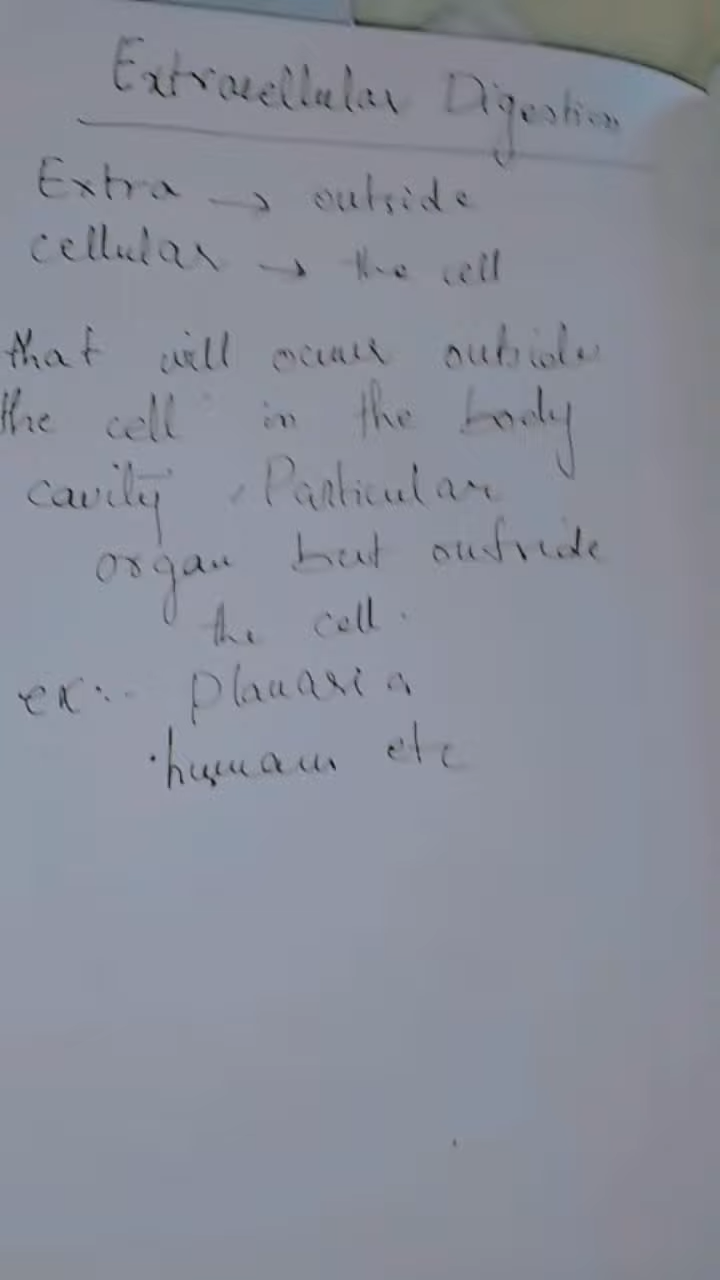 Extracellular Digestion
Extra → outside
cellular → the cell
that will occur outside
the cell in the body
cavity, Particular
organ but outside
the cell.
ex:- planaria
human etc